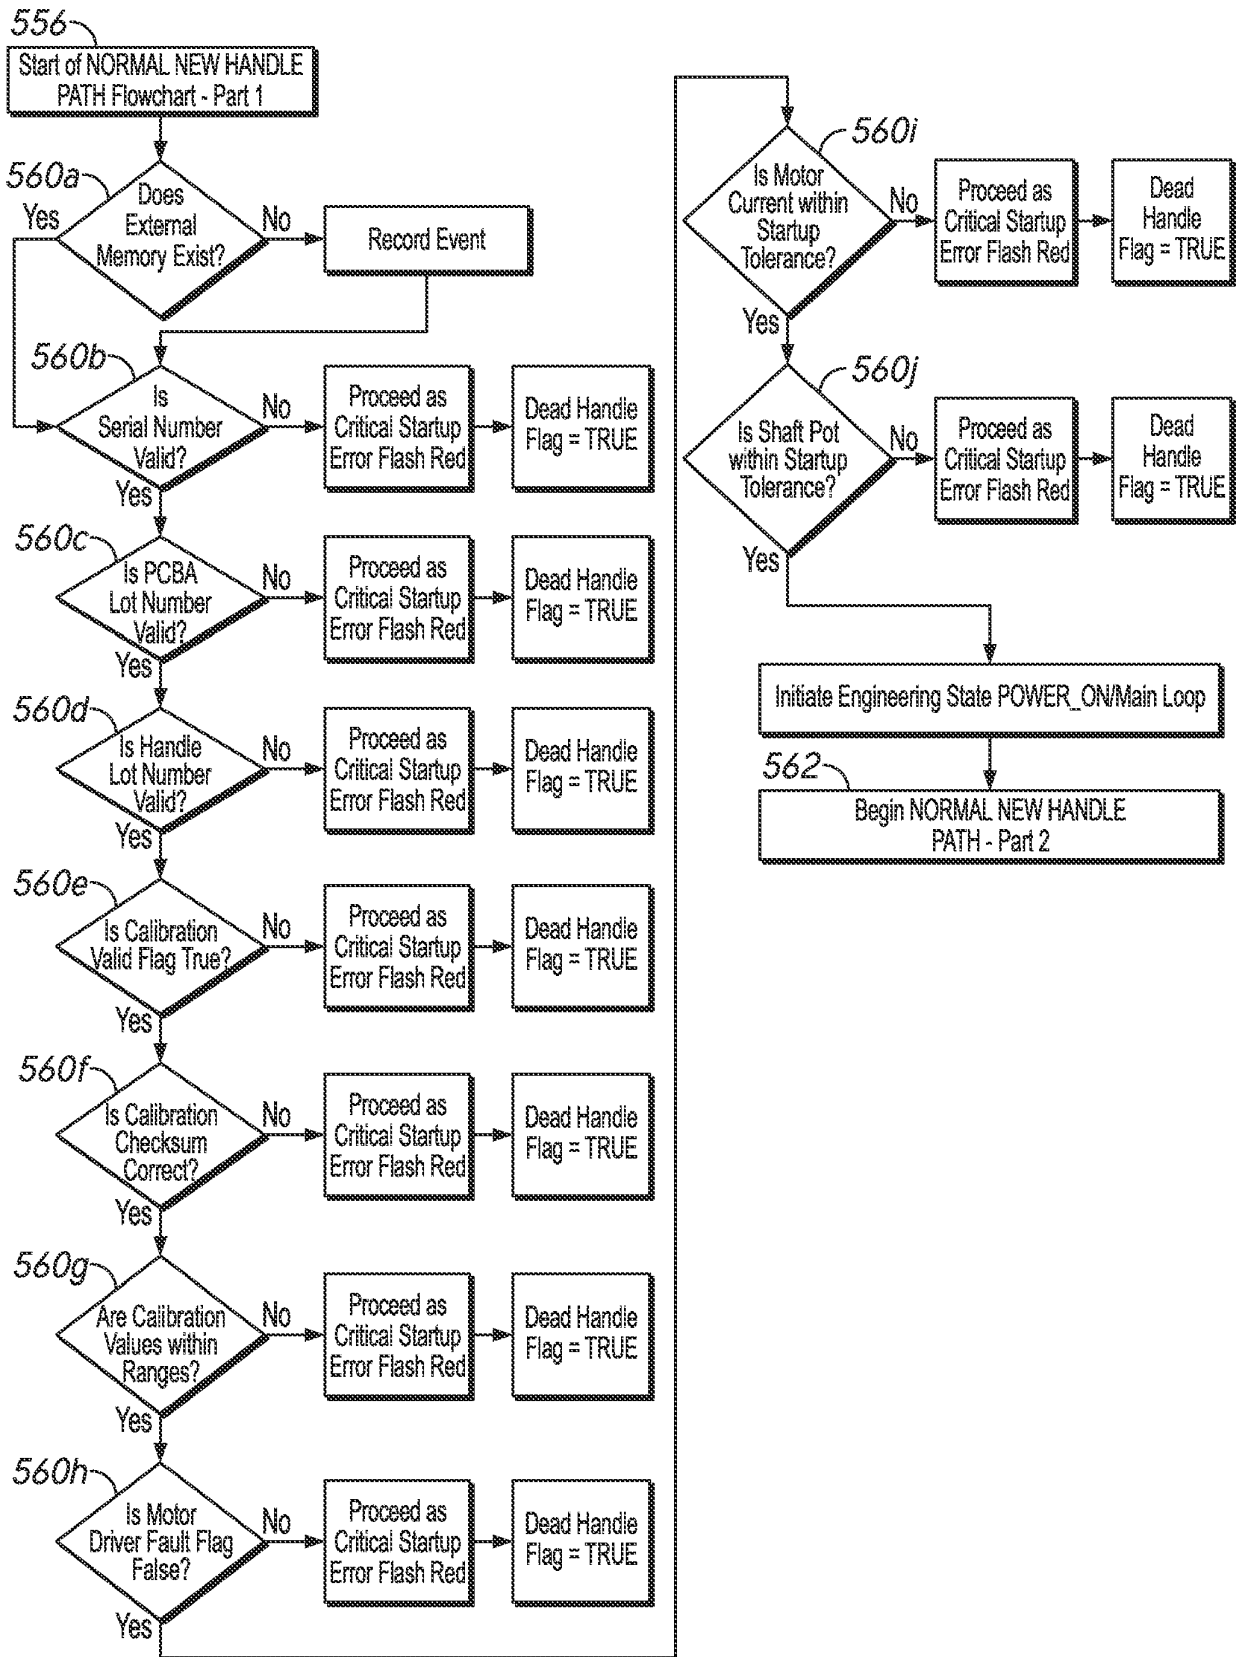 556
Start of NORMAL NEW HANDLE
PATH Flowchart - Part 1
560a
Does
External
Memory Exist?
Yes
No
Record Event
560b
Is
Serial Number
Valid?
No
Proceed as
Critical Startup
Error Flash Red
Dead Handle
Flag = TRUE
Yes
560c
Is PCBA
Lot Number
Valid?
No
Proceed as
Critical Startup
Error Flash Red
Dead Handle
Flag = TRUE
Yes
560d
Is Handle
Lot Number
Valid?
No
Proceed as
Critical Startup
Error Flash Red
Dead Handle
Flag = TRUE
Yes
560e
Is Calibration
Valid Flag True?
No
Proceed as
Critical Startup
Error Flash Red
Dead Handle
Flag = TRUE
Yes
560f
Is Calibration
Checksum
Correct?
No
Proceed as
Critical Startup
Error Flash Red
Dead Handle
Flag = TRUE
Yes
560g
Are Calibration
Values within
Ranges?
No
Proceed as
Critical Startup
Error Flash Red
Dead Handle
Flag = TRUE
Yes
560h
Is Motor
Driver Fault Flag
False?
No
Proceed as
Critical Startup
Error Flash Red
Dead Handle
Flag = TRUE
Yes
560i
Is Motor
Current within
Startup
Tolerance?
No
Proceed as
Critical Startup
Error Flash Red
Dead
Handle
Flag = TRUE
Yes
560j
Is Shaft Pot
within Startup
Tolerance?
No
Proceed as
Critical Startup
Error Flash Red
Dead
Handle
Flag = TRUE
Yes
Initiate Engineering State POWER_ON/Main Loop
562
Begin NORMAL NEW HANDLE
PATH - Part 2